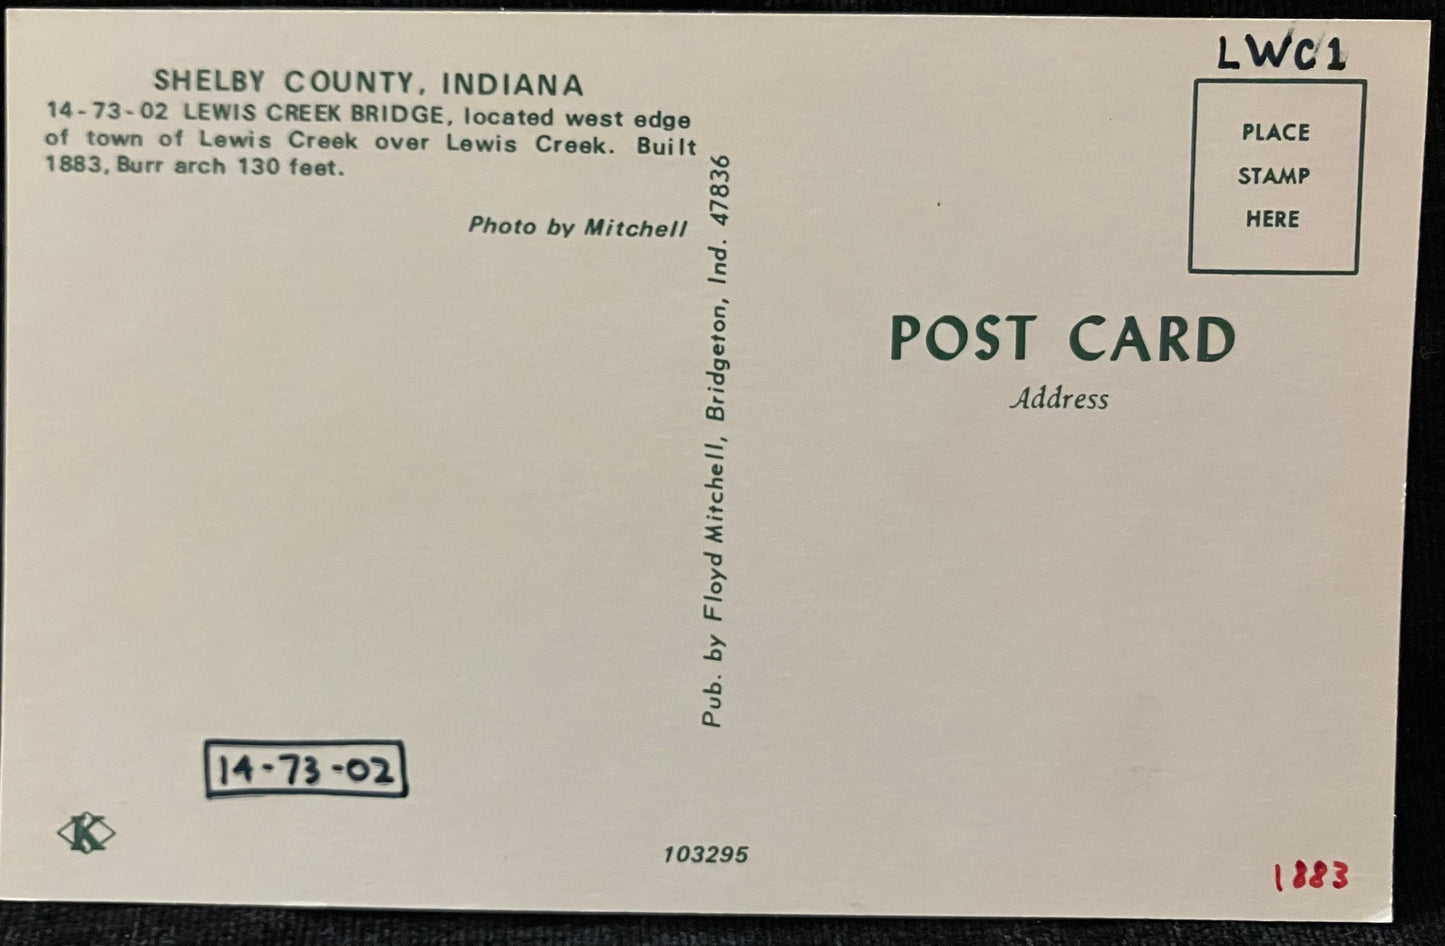 LWC1
SHELBY COUNTY, INDIANA
14-73-02 LEWIS CREEK BRIDGE, located west edge
of town of Lewis Creek over Lewis Creek. Built
1883, Burr arch 130 feet.
Photo by Mitchell
Pub. by Floyd Mitchell, Bridgeton, Ind. 47836
PLACE
STAMP
HERE
POST CARD
Address
14-73-02
K
103295
1883